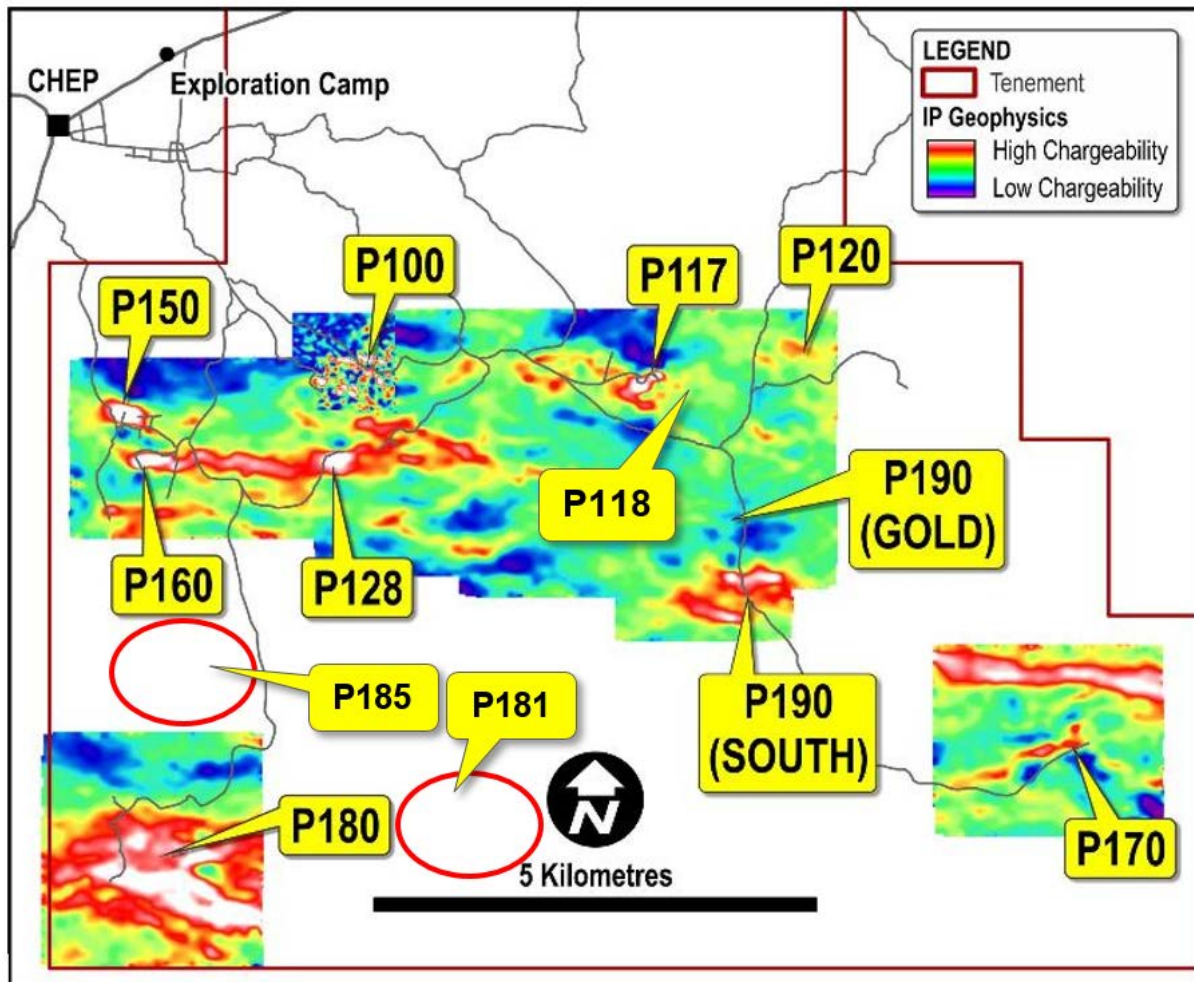 CHEP
Exploration Camp
LEGEND
Tenement
IP Geophysics
High Chargeability
Low Chargeability
P100
P117
P120
P150
P118
P190
(GOLD)
P160
P128
P185
P181
P190
(SOUTH)
P180
P170
N
5 Kilometres